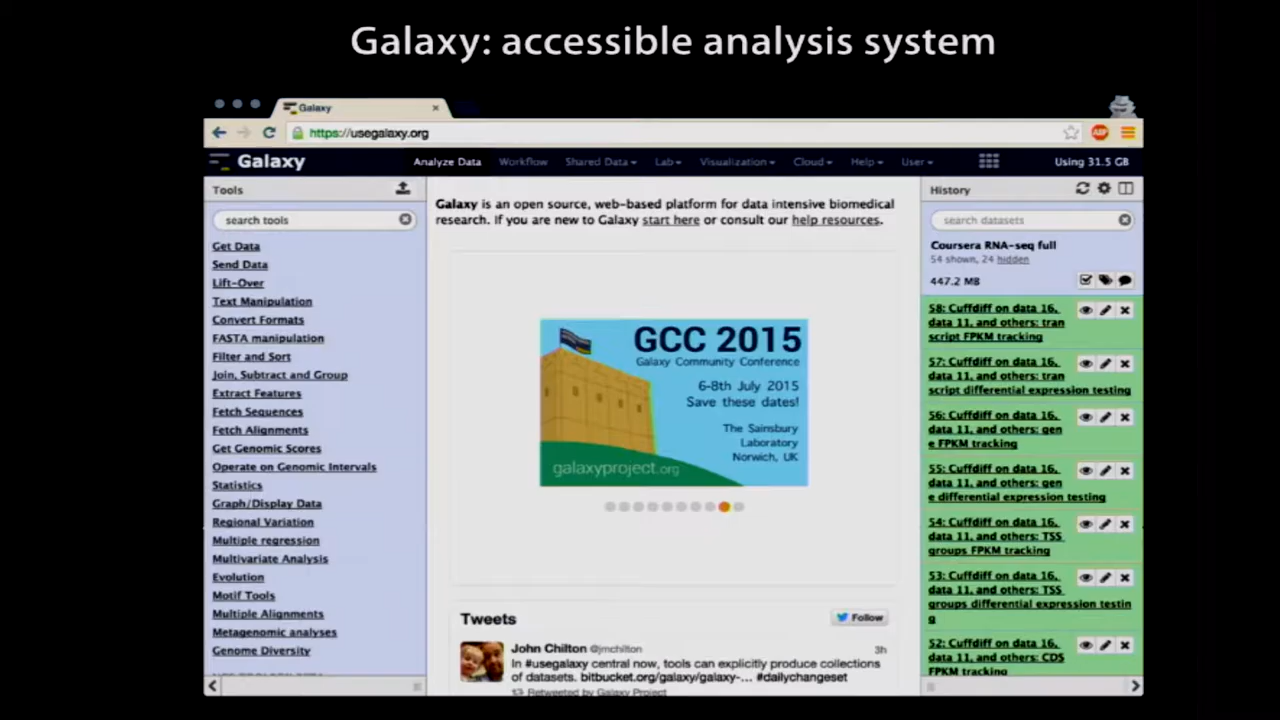 Galaxy: accessible analysis system
Galaxy
https://usegalaxy.org
Galaxy
Analyze Data
Workflow
Shared Data
Lab
Visualization
Cloud
Help
User
Using 31.5 GB
Tools
search tools
Get Data
Send Data
Lift-Over
Text Manipulation
Convert Formats
FASTA manipulation
Filter and Sort
Join, Subtract and Group
Extract Features
Fetch Sequences
Fetch Alignments
Get Genomic Scores
Operate on Genomic Intervals
Statistics
Graph/Display Data
Regional Variation
Multiple regression
Multivariate Analysis
Evolution
Motif Tools
Multiple Alignments
Metagenomic analyses
Genome Diversity
Galaxy is an open source, web-based platform for data intensive biomedical
research. If you are new to Galaxy start here or consult our help resources.
GCC 2015
Galaxy Community Conference
6-8th July 2015
Save these dates!
The Sainsbury
Laboratory
Norwich, UK
galaxyproject.org
Tweets
Follow
John Chilton @jmchilton
3h
In #usegalaxy central now, tools can explicitly produce collections
of datasets. bitbucket.org/galaxy/galaxy-... #dailychangeset
Retweeted by Galaxy Project
History
search datasets
Coursera RNA-seq full
54 shown, 24 hidden
447.2 MB
58: Cuffdiff on data 16,
data 11, and others: tran
script FPKM tracking
57: Cuffdiff on data 16,
data 11, and others: tran
script differential expression testing
56: Cuffdiff on data 16,
data 11, and others: gen
e FPKM tracking
55: Cuffdiff on data 16,
data 11, and others: gen
e differential expression testing
54: Cuffdiff on data 16,
data 11, and others: TSS
groups FPKM tracking
53: Cuffdiff on data 16,
data 11, and others: TSS
groups differential expression testin
g
52: Cuffdiff on data 16,
data 11, and others: CDS
FPKM tracking